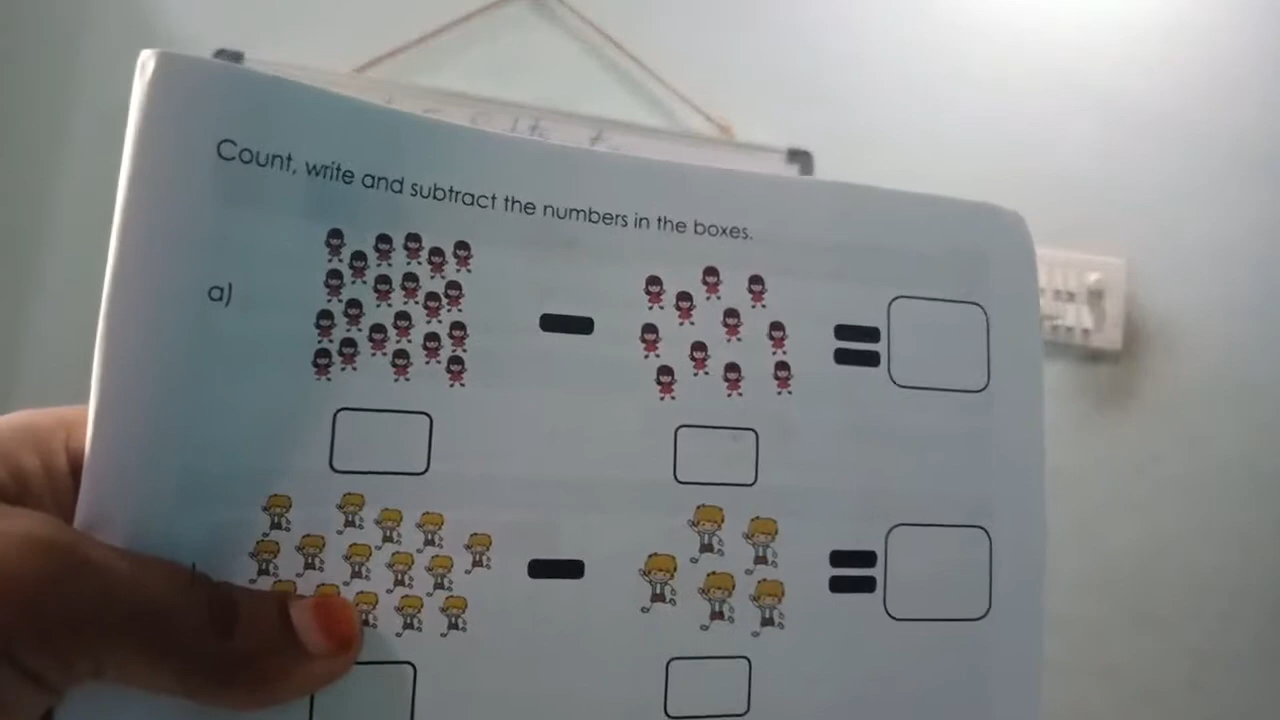 Count, write and subtract the numbers in the boxes.
a)